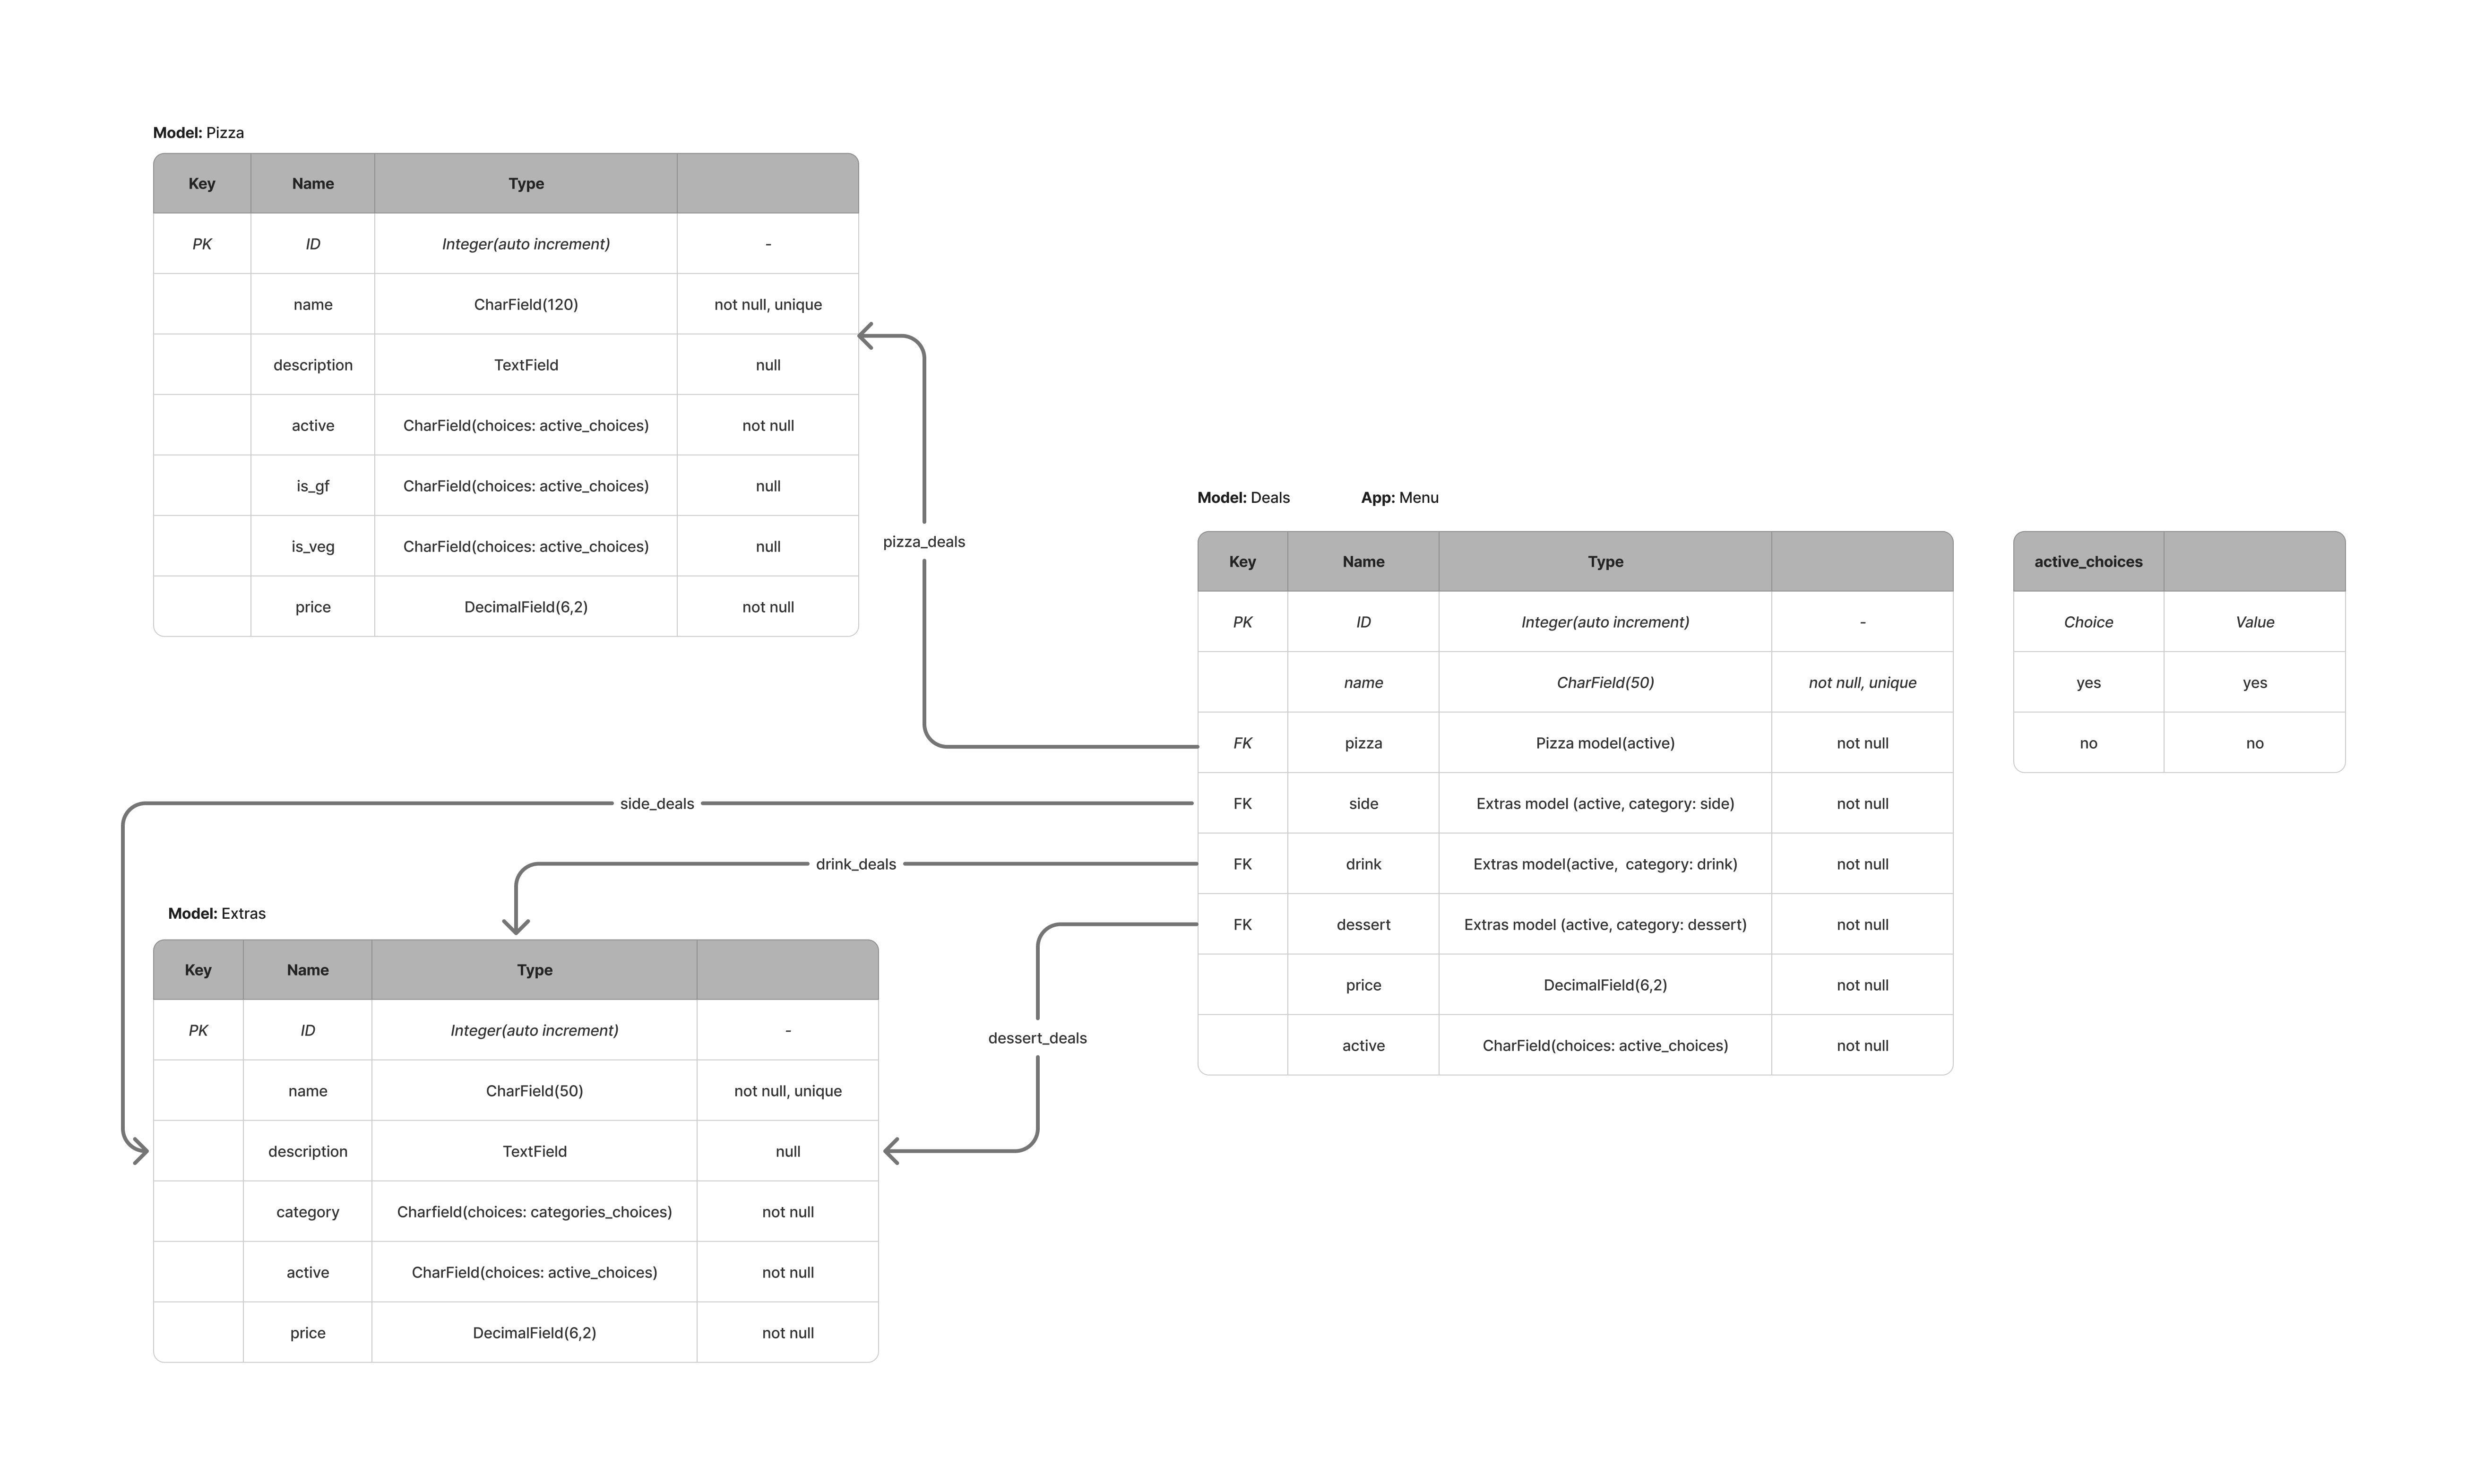 Model: Pizza
Key Name Type
PK ID Integer(auto increment) -
name CharField(120) not null, unique
description TextField null
active CharField(choices: active_choices) not null
is_gf CharField(choices: active_choices) null
is_veg CharField(choices: active_choices) null
price DecimalField(6,2) not null
pizza_deals
Model: Deals App: Menu
Key Name Type
PK ID Integer(auto increment) -
name CharField(50) not null, unique
FK pizza Pizza model(active) not null
FK side Extras model (active, category: side) not null
FK drink Extras model(active, category: drink) not null
FK dessert Extras model (active, category: dessert) not null
price DecimalField(6,2) not null
active CharField(choices: active_choices) not null
active_choices
Choice Value
yes yes
no no
side_deals
drink_deals
dessert_deals
Model: Extras
Key Name Type
PK ID Integer(auto increment) -
name CharField(50) not null, unique
description TextField null
category Charfield(choices: categories_choices) not null
active CharField(choices: active_choices) not null
price DecimalField(6,2) not null